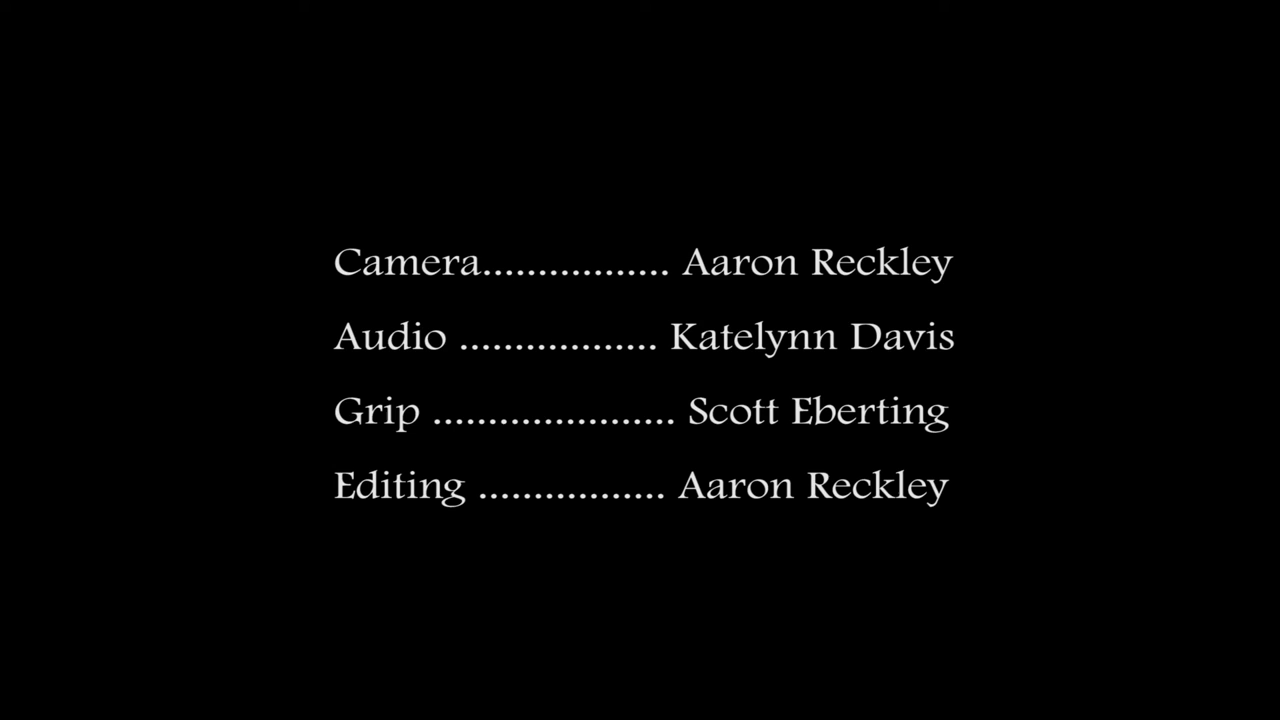 Camera................. Aaron Reckley
Audio .................. Katelynn Davis
Grip ...................... Scott Eberting
Editing ................. Aaron Reckley